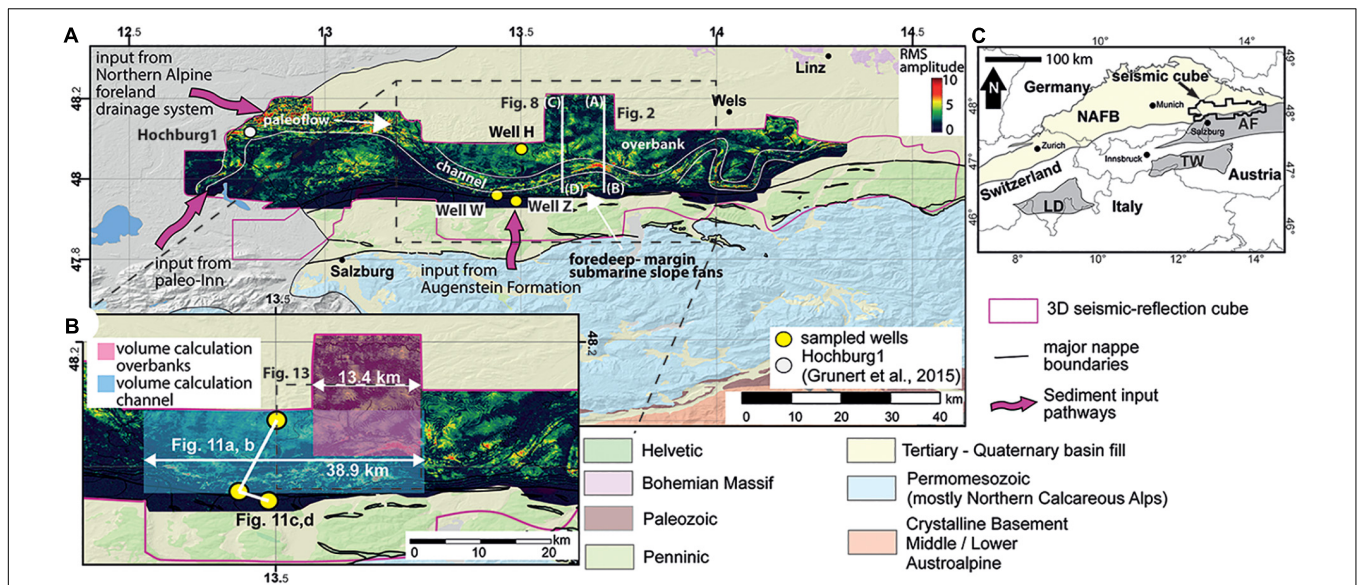 A
12.5
13
13.5
14
14.5
input from
Northern Alpine
foreland
drainage system
48.2
Hochburg1
paleoflow
48
47.8
Fig. 8
(C)
(A)
Fig. 2
Well H
channel
overbank
(D)
(B)
Well W
Well Z
Linz
Wels
RMS
amplitude
10
5
0
input from
paleo-Inn
Salzburg
input from
Augenstein Formation
foredeep- margin
submarine slope fans
sampled wells
Hochburg1
(Grunert et al., 2015)
0 10 20 30 40 km
B
13.5
48.2
volume calculation
overbanks
volume calculation
channel
Fig. 13
13.4 km
Fig. 11a, b
38.9 km
Fig. 11c,d
0 10 20 km
13.5
C
10°
14°
100 km
N
Germany
seismic cube
49°
48°
NAFB
Munich
48°
AF
Salzburg
Zurich
47°
Innsbruck
TW
47°
Switzerland
Austria
46°
LD
Italy
46°
8°
10°
12°
14°
3D seismic-reflection cube
major nappe
boundaries
Sediment input
pathways
Helvetic
Bohemian Massif
Paleozoic
Penninic
Tertiary - Quaternary basin fill
Permomesozoic
(mostly Northern Calcareous Alps)
Crystalline Basement
Middle / Lower
Austroalpine